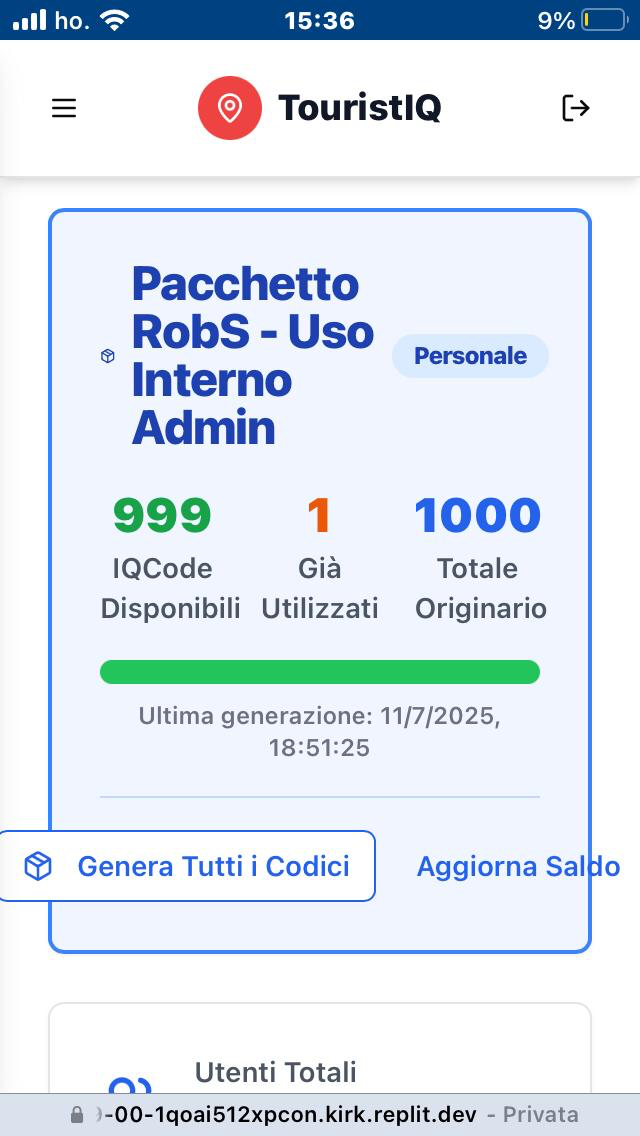 ho. 15:36 9%
TouristIQ
Pacchetto
RobS - Uso
Interno
Admin
Personale
999 1 1000
IQCode Già Totale
Disponibili Utilizzati Originario
Ultima generazione: 11/7/2025,
18:51:25
Genera Tutti i Codici Aggiorna Saldo
Utenti Totali
-00-1qoai512xpcon.kirk.replit.dev - Privata